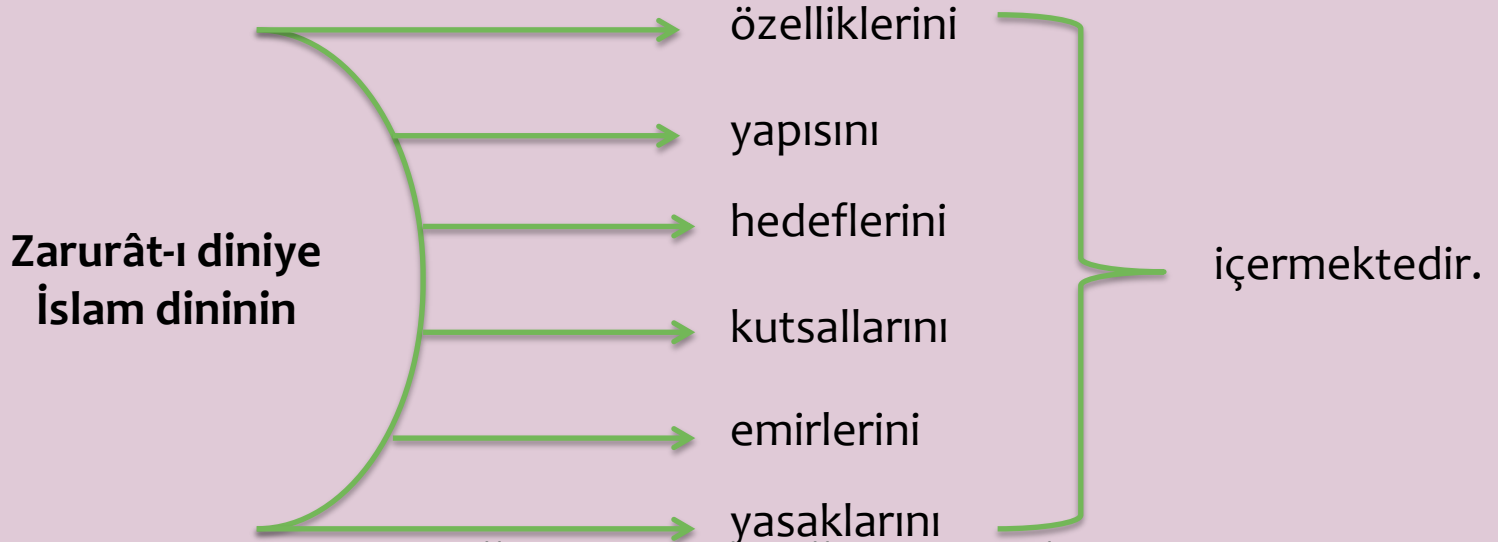 özelliklerini
yapısını
hedeflerini
Zarurât-ı diniye
İslam dininin
içermektedir.
kutsallarını
emirlerini
yasaklarını